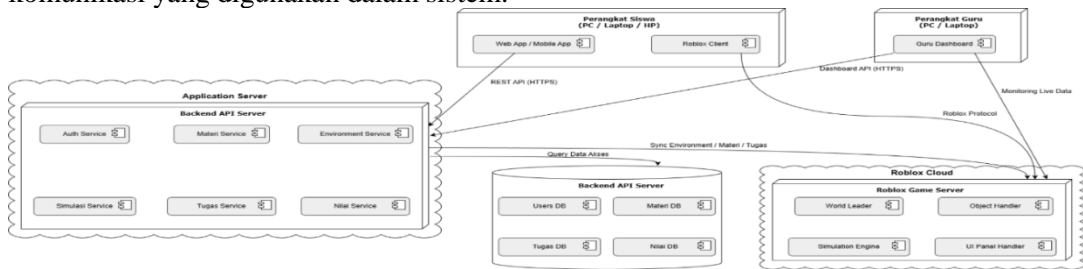 komunikasi yang digunakan dalam sistem.
Perangkat Siswa
(PC / Laptop / HP)
Web App / Mobile App
Roblox Client
Perangkat Guru
(PC / Laptop)
Guru Dashboard
REST API (HTTPS)
Dashboard API (HTTPS)
Monitoring Live Data
Roblox Protocol
Application Server
Backend API Server
Auth Service
Materi Service
Environment Service
Simulasi Service
Tugas Service
Nilai Service
Sync Environment / Materi / Tugas
Query Data Akses
Backend API Server
Users DB
Materi DB
Tugas DB
Nilai DB
Roblox Cloud
Roblox Game Server
World Leader
Object Handler
Simulation Engine
UI Panel Handler